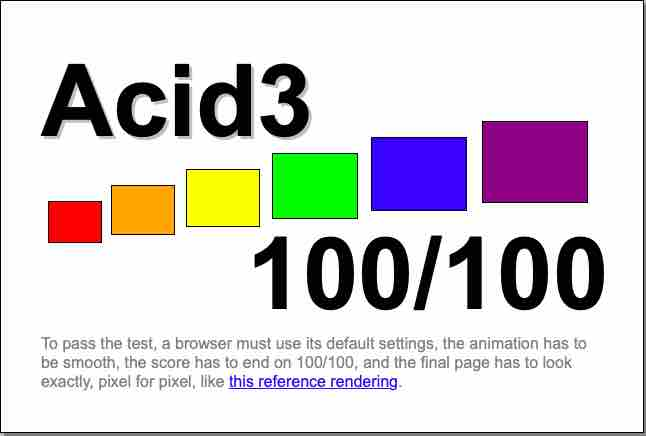 Acid3
100/100
To pass the test, a browser must use its default settings, the animation has to
be smooth, the score has to end on 100/100, and the final page has to look
exactly, pixel for pixel, like this reference rendering.